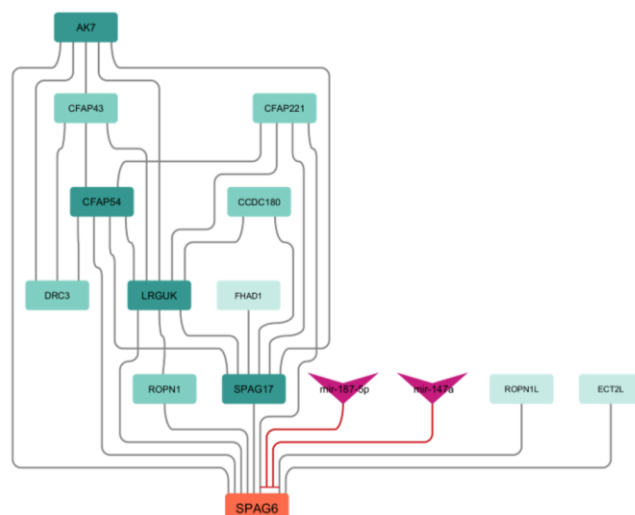 AK7
CFAP43
CFAP221
CFAP54
CCDC180
DRC3
LRGUK
FHAD1
ROPN1
SPAG17
mir-187-5p
mir-147a
ROPN1L
ECT2L
SPAG6